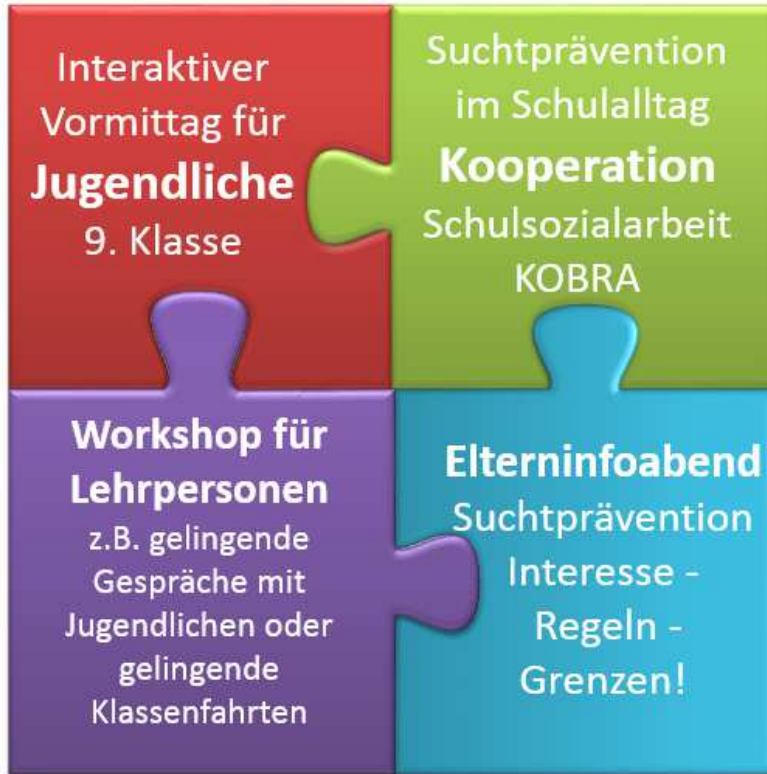 Interaktiver
Vormittag für
Jugendliche
9. Klasse
Suchtprävention
im Schulalltag
Kooperation
Schulsozialarbeit
KOBRA
Workshop für
Lehrpersonen
z.B. gelingende
Gespräche mit
Jugendlichen oder
gelingende
Klassenfahrten
Elterninfoabend
Suchtprävention
Interesse -
Regeln -
Grenzen!